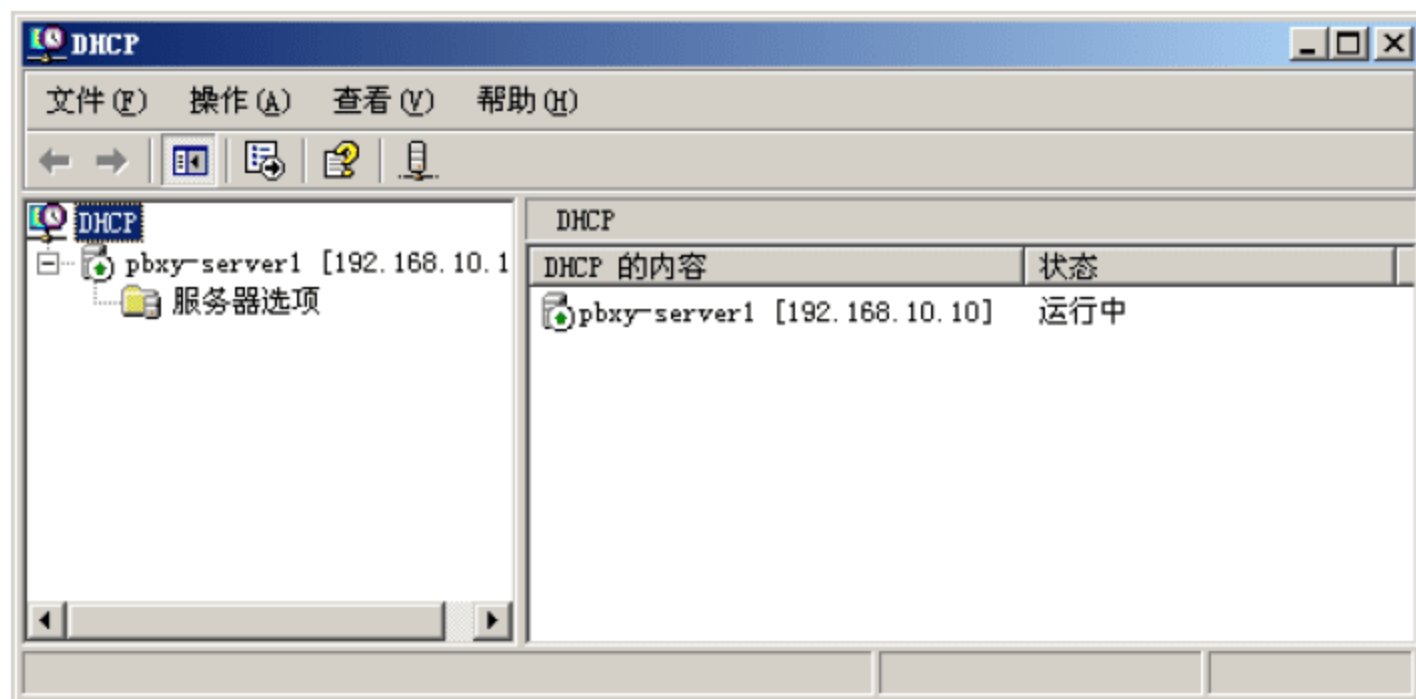 DHCP
文件(F) 操作(A) 查看(V) 帮助(H)
DHCP
pbxy-server1 [192.168.10.1
服务器选项
DHCP
DHCP 的内容 状态
pbxy-server1 [192.168.10.10] 运行中